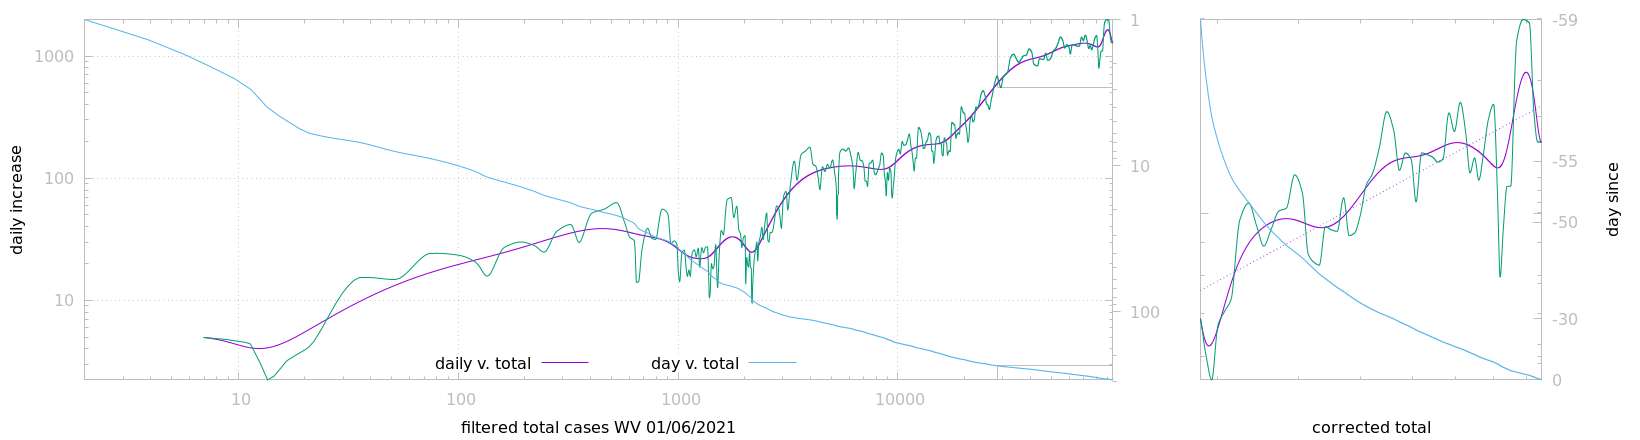 1000
100
10
daily increase
1
10
100
daily v. total
day v. total
10
100
1000
10000
filtered total cases WV 01/06/2021
-59
-55
-50
-30
0
day since
corrected total